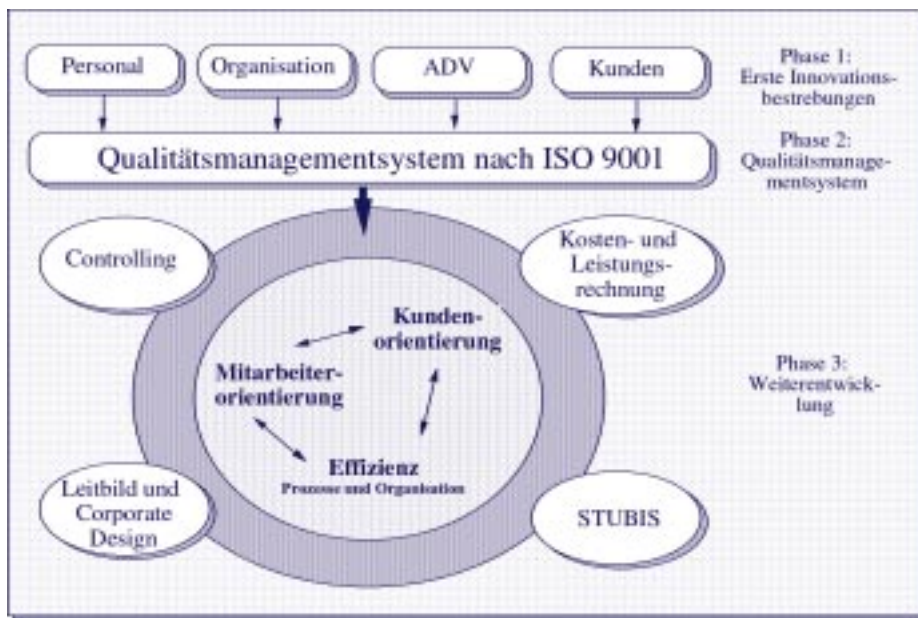 Personal
Organisation
ADV
Kunden
Phase 1:
Erste Innovations-
bestrebungen
Qualitätsmanagementsystem nach ISO 9001
Phase 2:
Qualitätsmanage-
mentsystem
Controlling
Kosten- und
Leistungs-
rechnung
Kunden-
orientierung
Mitarbeiter-
orientierung
Effizienz
Prozesse und Organisation
Phase 3:
Weiterentwick-
lung
Leitbild und
Corporate
Design
STUBIS